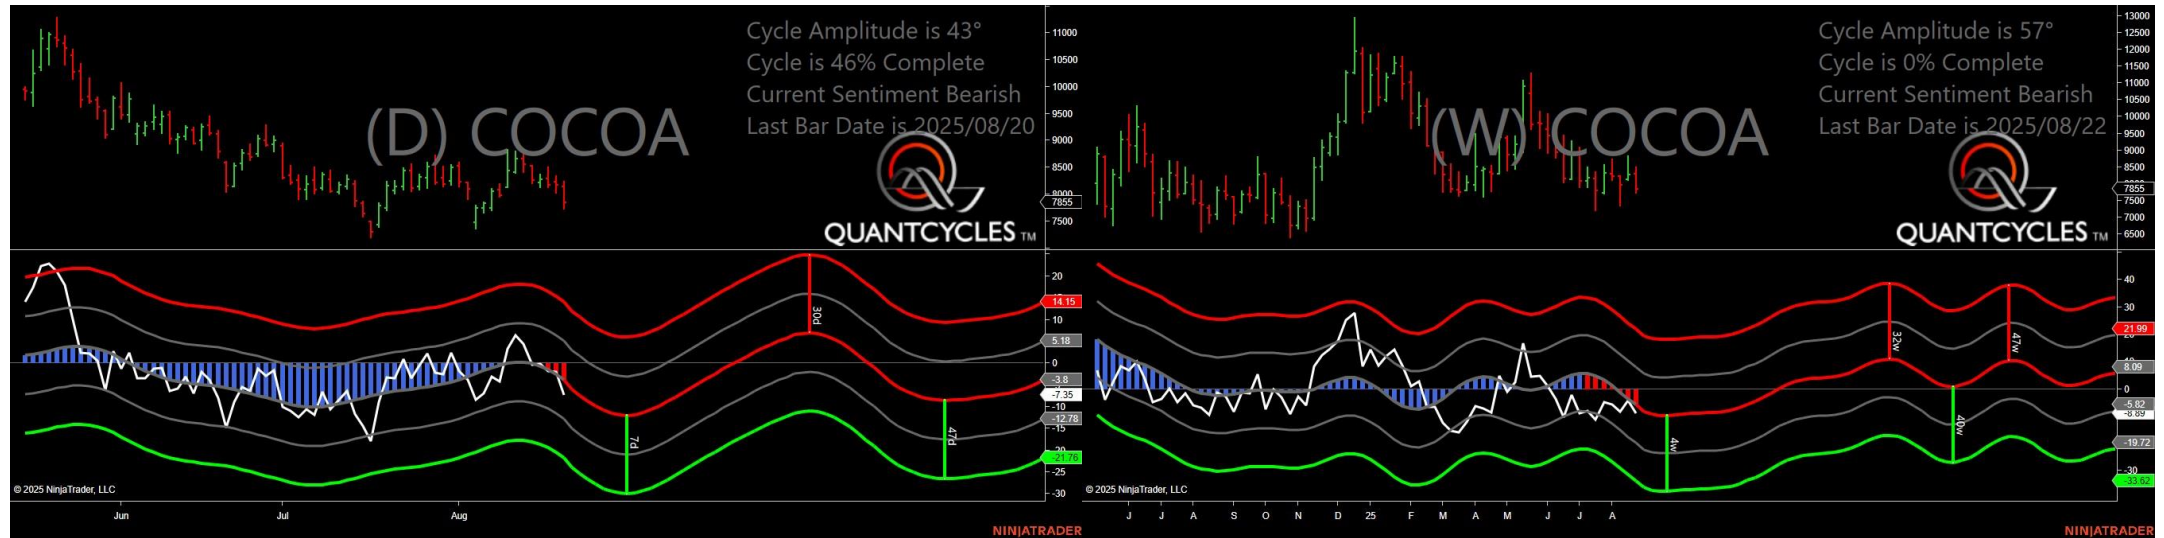 Cycle Amplitude is 43°
Cycle is 46% Complete
Current Sentiment Bearish
Last Bar Date is 2025/08/20
(D) COCOA
QUANTCYCLES TM
11000
10500
10000
9500
9000
8500
8000
7855
7500
20
14.15
10
5.18
0
-3.8
-7.35
-10
-12.78
-15
-21.76
-25
-30
30d
7d
47d
© 2025 NinjaTrader, LLC
Jun Jul Aug
NINJATRADER
Cycle Amplitude is 57°
Cycle is 0% Complete
Current Sentiment Bearish
Last Bar Date is 2025/08/22
(W) COCOA
QUANTCYCLES TM
13000
12500
12000
11500
11000
10500
10000
9500
9000
8500
7855
7500
7000
6500
40
30
21.99
8.09
0
-5.82
-8.89
-19.72
-30
-33.62
32w
47w
4w
40w
© 2025 NinjaTrader, LLC
J J A S O N D 25 F M A M J J A
NINJATRADER